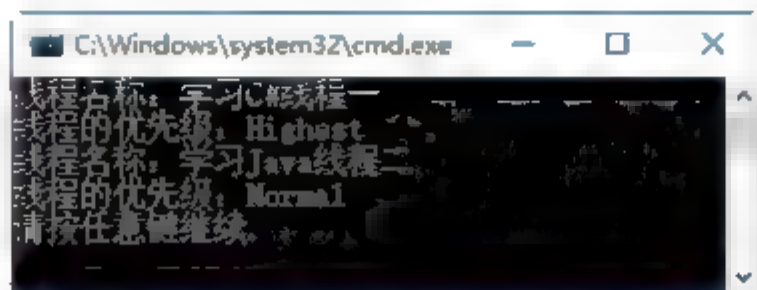 C:\Windows\system32\cmd.exe
线程名称：学习C#线程一
线程的优先级：Highest
线程名称：学习Java线程二
线程的优先级：Normal
请按任意键继续. . .